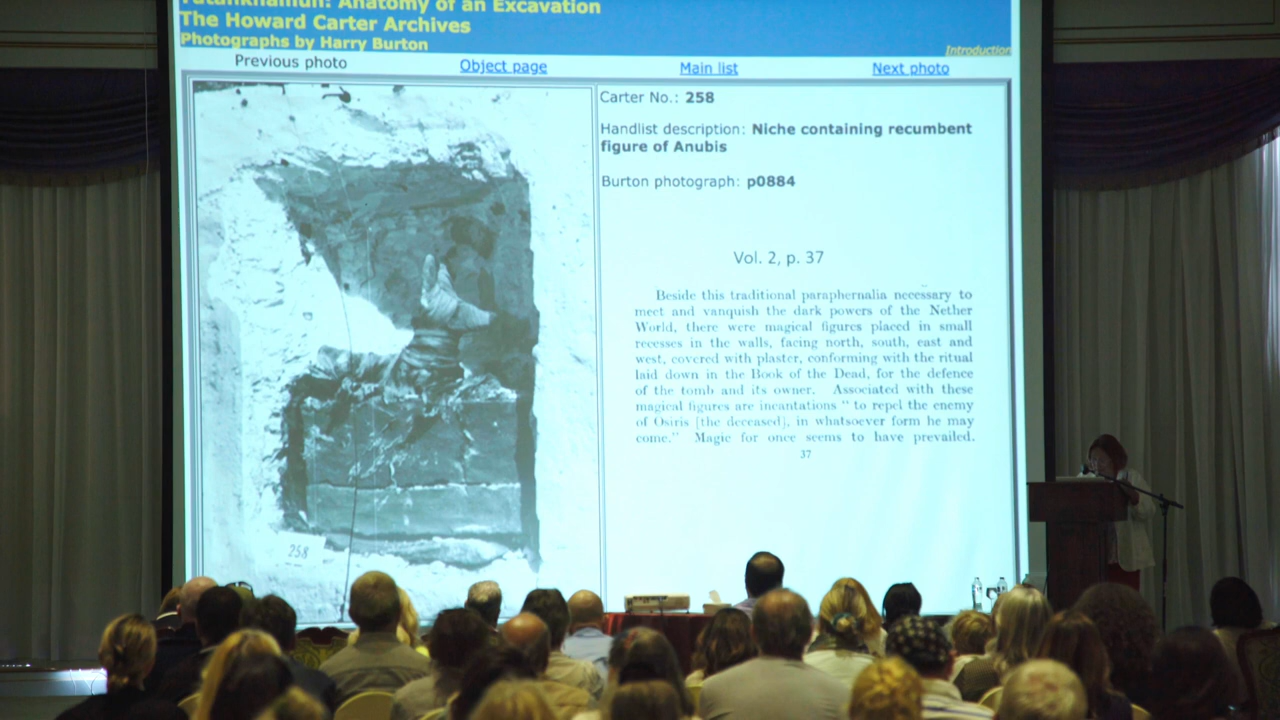 Tutankhamun: Anatomy of an Excavation
The Howard Carter Archives
Photographs by Harry Burton
Introduction
Previous photo
Object page
Main list
Next photo
Carter No.: 258
Handlist description: Niche containing recumbent
figure of Anubis
Burton photograph: p0884
Vol. 2, p. 37
Beside this traditional paraphernalia necessary to
meet and vanquish the dark powers of the Nether
World, there were magical figures placed in small
recesses in the walls, facing north, south, east and
west, covered with plaster, conforming with the ritual
laid down in the Book of the Dead, for the defence
of the tomb and its owner. Associated with these
magical figures are incantations " to repel the enemy
of Osiris [the deceased], in whatsoever form he may
come." Magic for once seems to have prevailed.
37
258